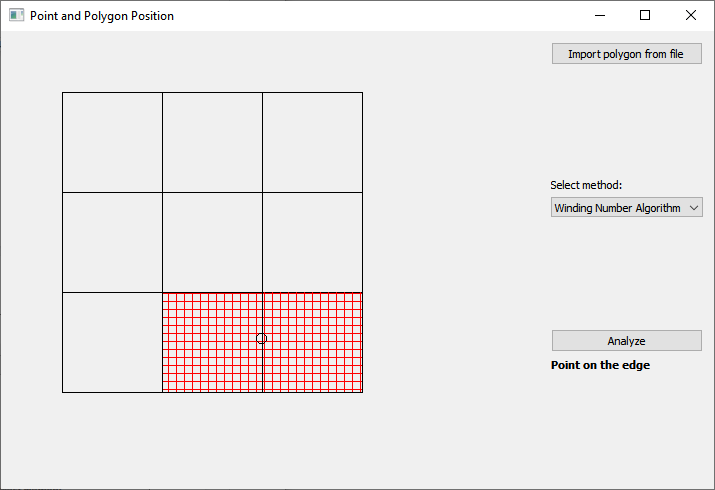 Point and Polygon Position
Import polygon from file
Select method:
Winding Number Algorithm
Analyze
Point on the edge